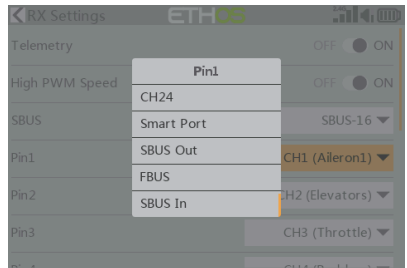 RX Settings
ETHOS
Telemetry
OFF ON
High PWM Speed
OFF ON
SBUS
SBUS-16
Pin1
CH1 (Aileron1)
Pin2
CH2 (Elevators)
Pin3
CH3 (Throttle)
Pin1
CH24
Smart Port
SBUS Out
FBUS
SBUS In